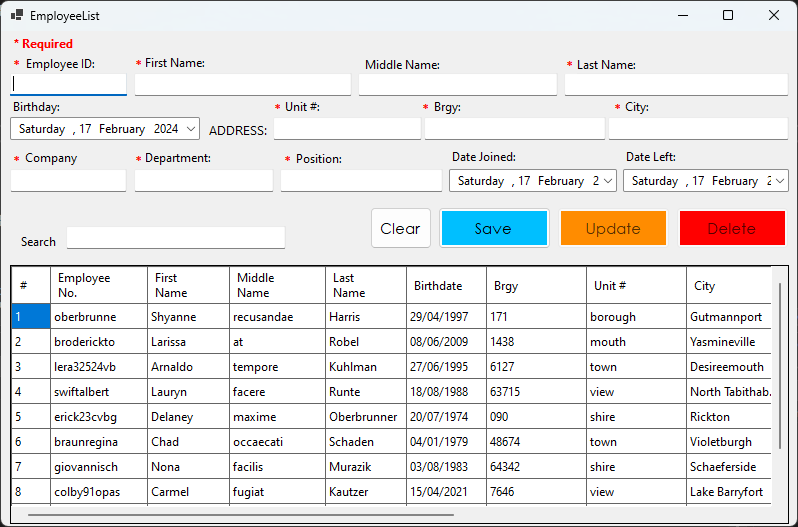 EmployeeList
* Required
* Employee ID: * First Name: Middle Name: * Last Name:
Birthday: * Unit #: * Brgy: * City:
Saturday , 17 February 2024 ADDRESS:
* Company * Department: * Position: Date Joined: Date Left:
Saturday , 17 February 2 Saturday , 17 February 2
Search Clear Save Update Delete
# Employee No. First Name Middle Name Last Name Birthdate Brgy Unit # City
1 oberbrunne Shyanne recusandae Harris 29/04/1997 171 borough Gutmannport
2 broderickto Larissa at Robel 08/06/2009 1438 mouth Yasmineville
3 lera32524vb Arnaldo tempore Kuhlman 27/06/1995 6127 town Desireemouth
4 swiftalbert Lauryn facere Runte 18/08/1988 63715 view North Tabithab.
5 erick23cvbg Delaney maxime Oberbrunner 20/07/1974 090 shire Rickton
6 braunregina Chad occaecati Schaden 04/01/1979 48674 town Violetburgh
7 giovannisch Nona facilis Murazik 03/08/1983 64342 shire Schaeferside
8 colby91opas Carmel fugiat Kautzer 15/04/2021 7646 view Lake Barryfort